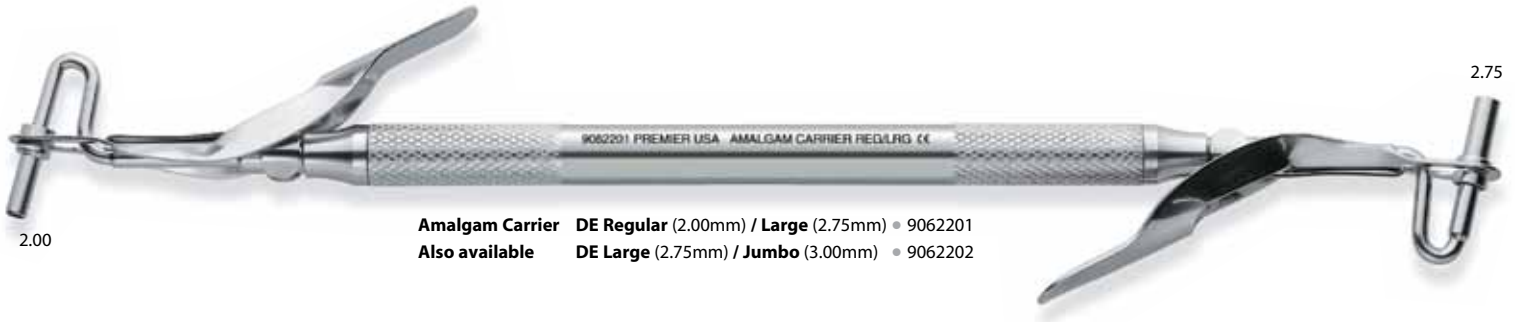 2.75
9062201 PREMIER USA AMALGAM CARRIER REG/LRG CE
2.00
Amalgam Carrier DE Regular (2.00mm) / Large (2.75mm) • 9062201
Also available DE Large (2.75mm) / Jumbo (3.00mm) • 9062202